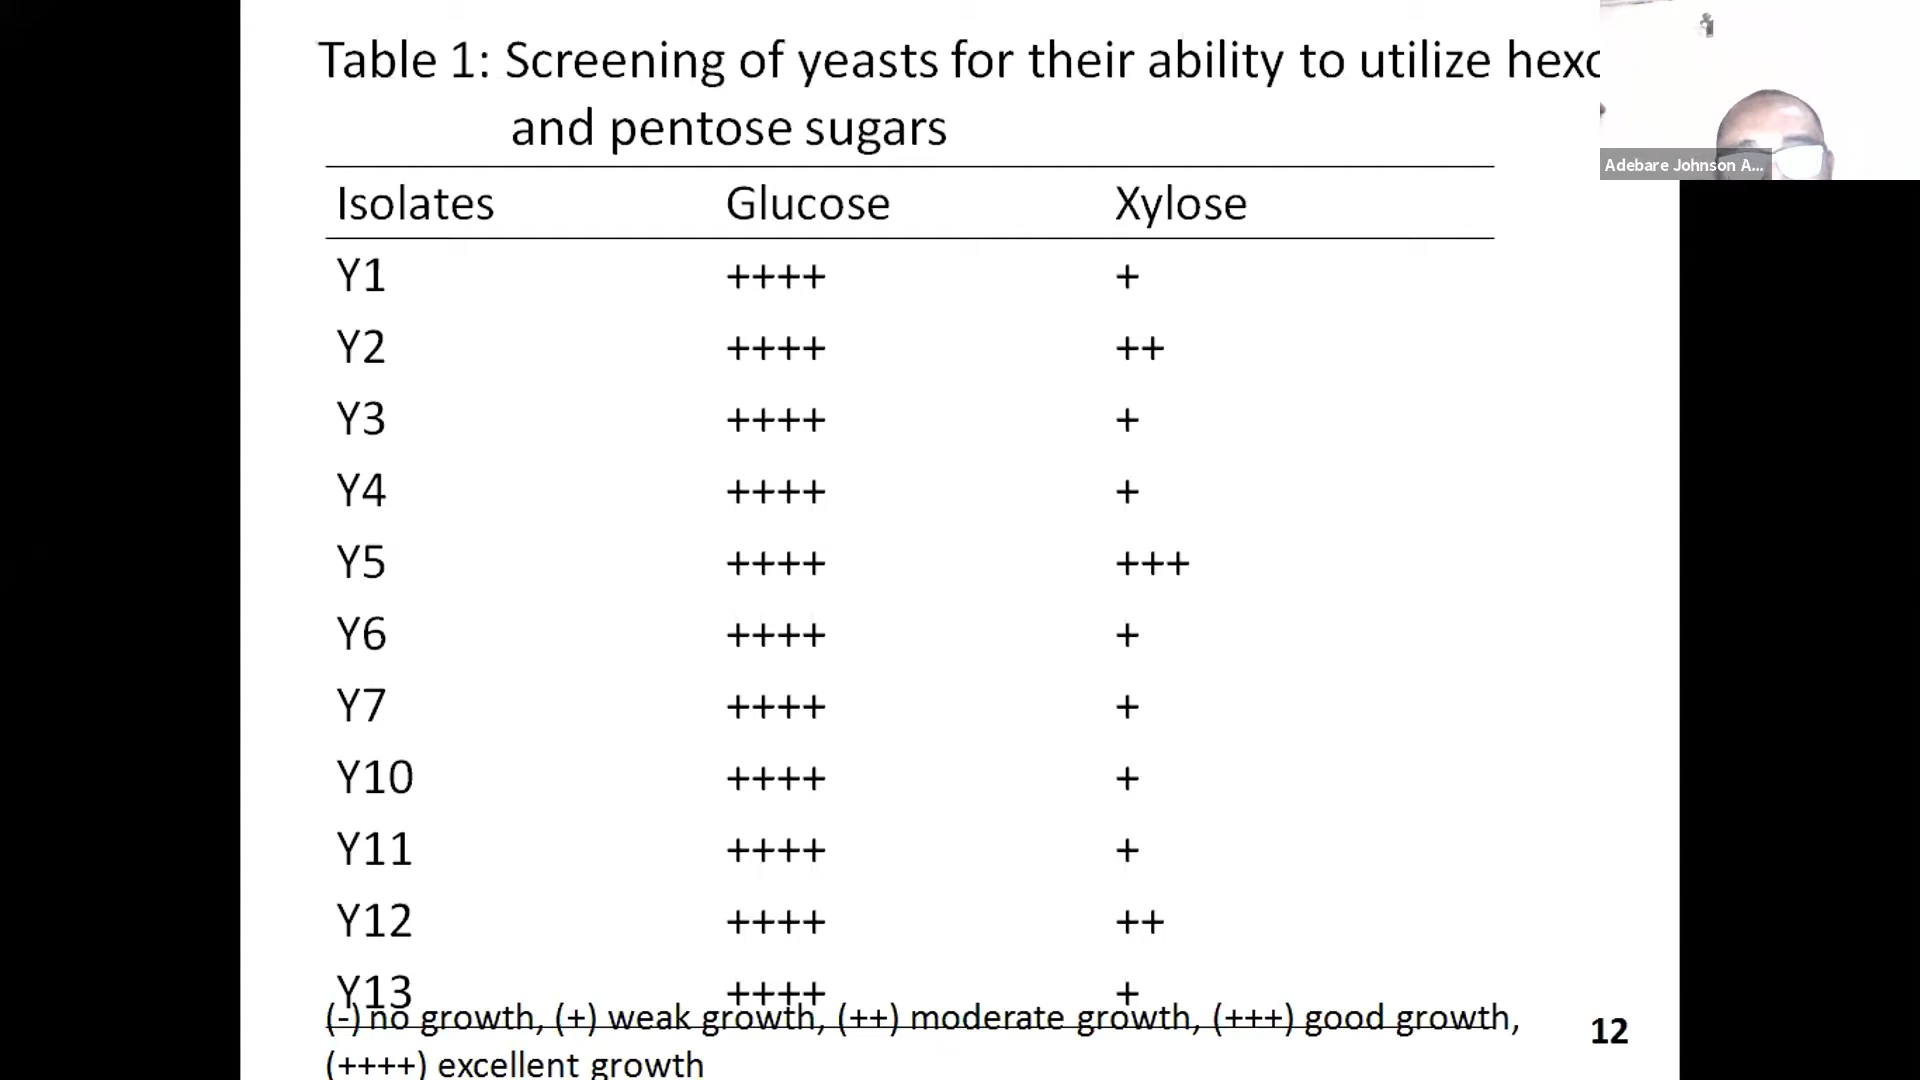 Table 1: Screening of yeasts for their ability to utilize
and pentose sugars
Adebare Johnson A...
Isolates Glucose Xylose
Y1 ++++ +
Y2 ++++ ++
Y3 ++++ +
Y4 ++++ +
Y5 ++++ +++
Y6 ++++ +
Y7 ++++ +
Y10 ++++ +
Y11 ++++ +
Y12 ++++ ++
Y13 ++++ +
(-) no growth, (+) weak growth, (++) moderate growth, (+++) good growth,
(++++) excellent growth
12